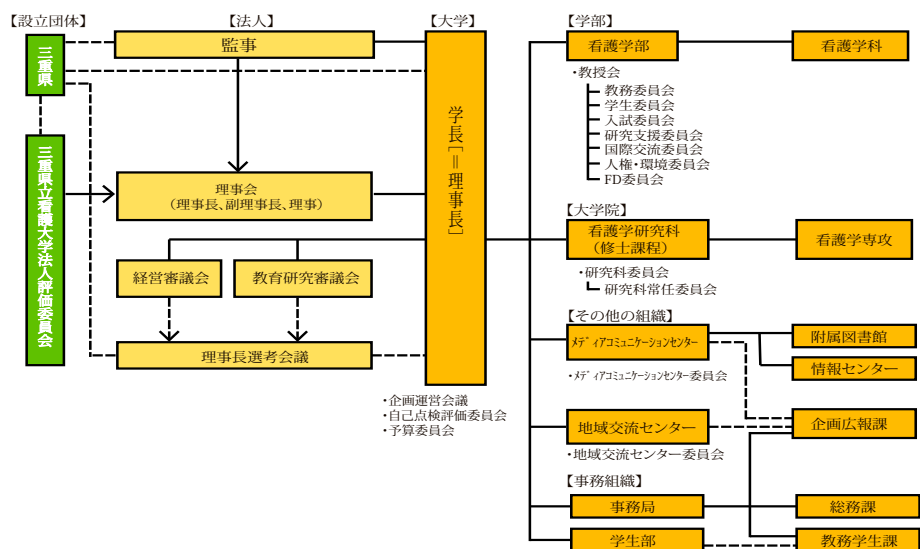 【設立団体】
【法人】
【大学】
【学部】
三重県
監事
三重県立看護大学法人評価委員会
理事会
（理事長、副理事長、理事）
経営審議会
教育研究審議会
理事長選考会議
学長［＝理事長］
・企画運営会議
・自己点検評価委員会
・予算委員会
看護学部
看護学科
・教授会
教務委員会
学生委員会
入試委員会
研究支援委員会
国際交流委員会
人権・環境委員会
FD委員会
【大学院】
看護学研究科
（修士課程）
看護学専攻
・研究科委員会
研究科常任委員会
【その他の組織】
メディアコミュニケーションセンター
附属図書館
情報センター
・メディアコミュニケーションセンター委員会
地域交流センター
企画広報課
・地域交流センター委員会
【事務組織】
事務局
総務課
学生部
教務学生課